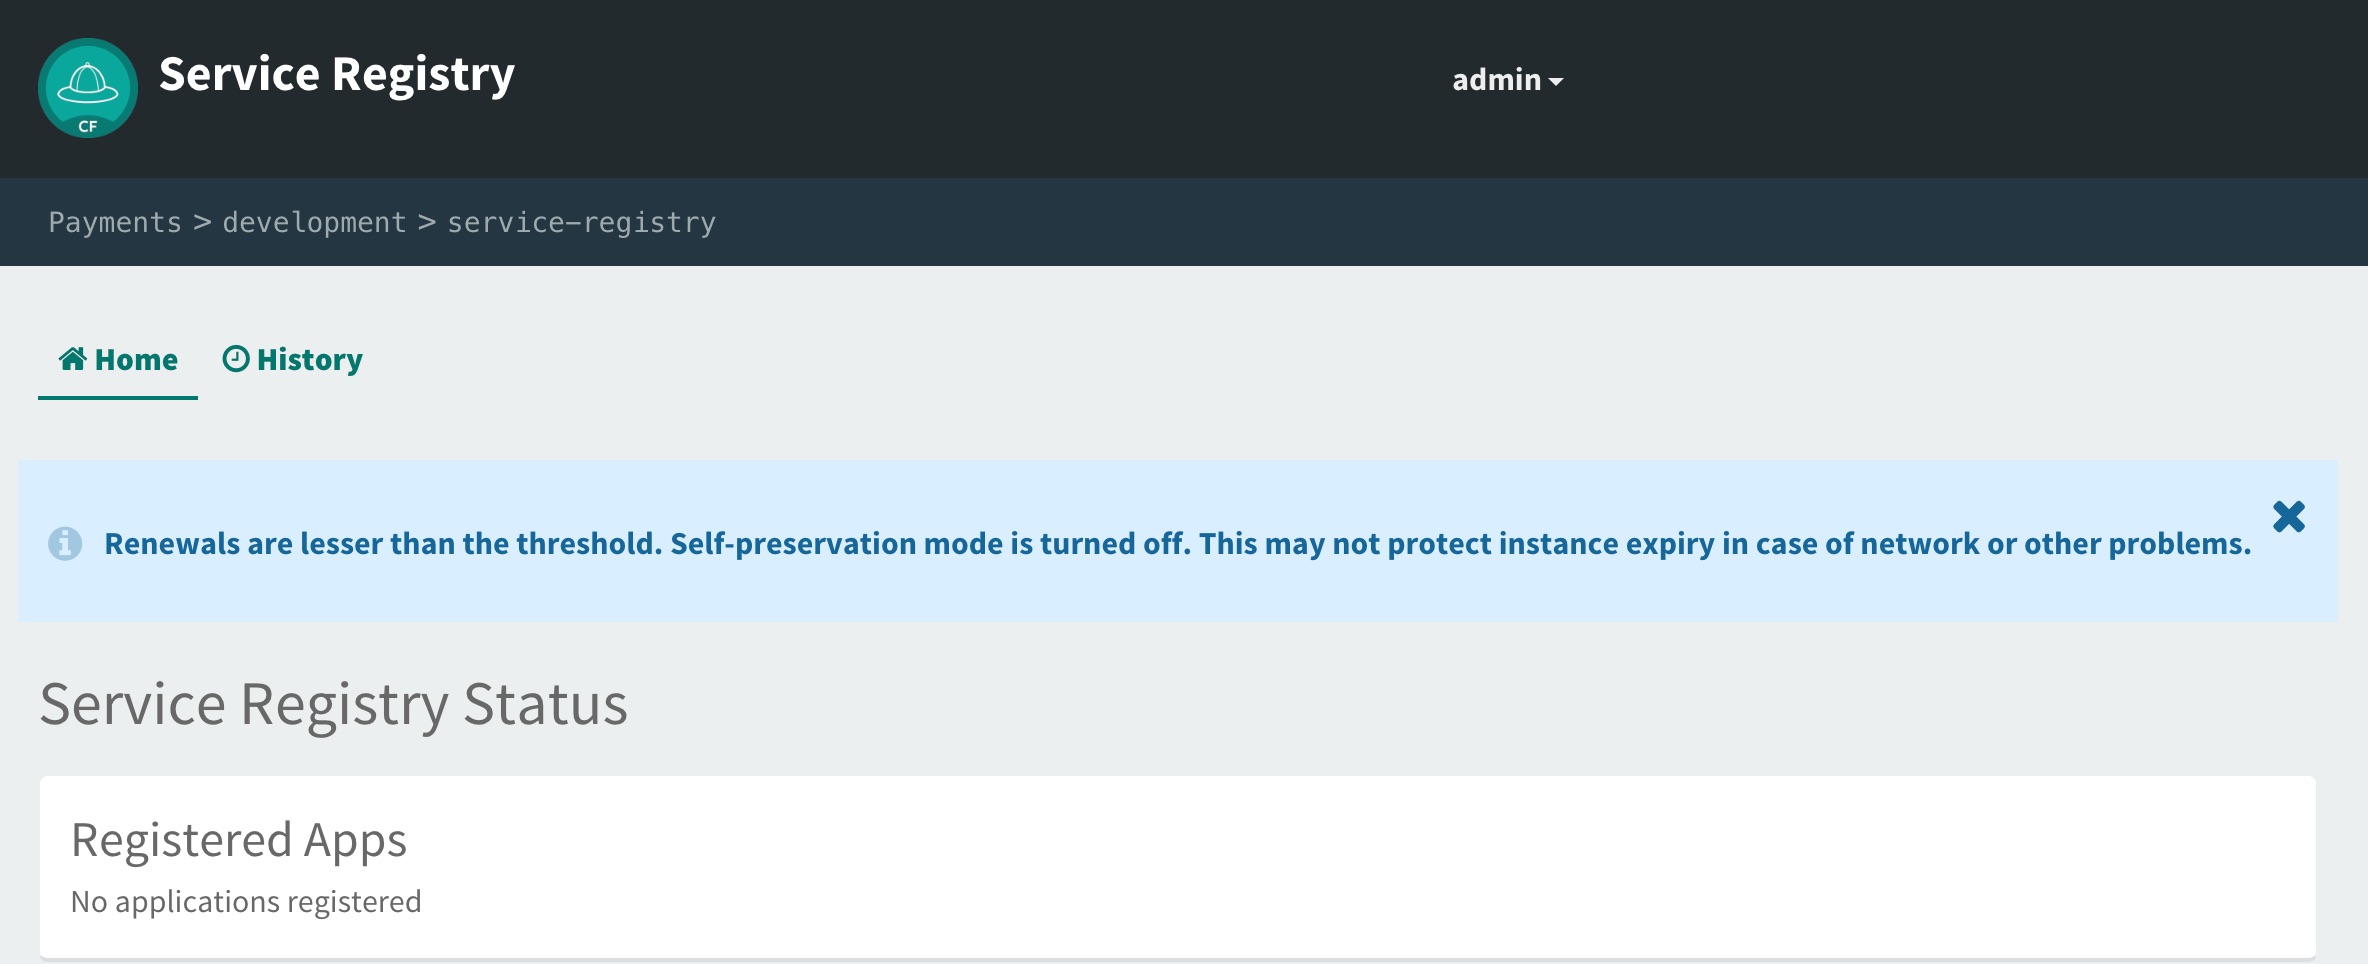 CF
Service Registry
admin
Payments > development > service-registry
Home
History
Renewals are lesser than the threshold. Self-preservation mode is turned off. This may not protect instance expiry in case of network or other problems.
Service Registry Status
Registered Apps
No applications registered